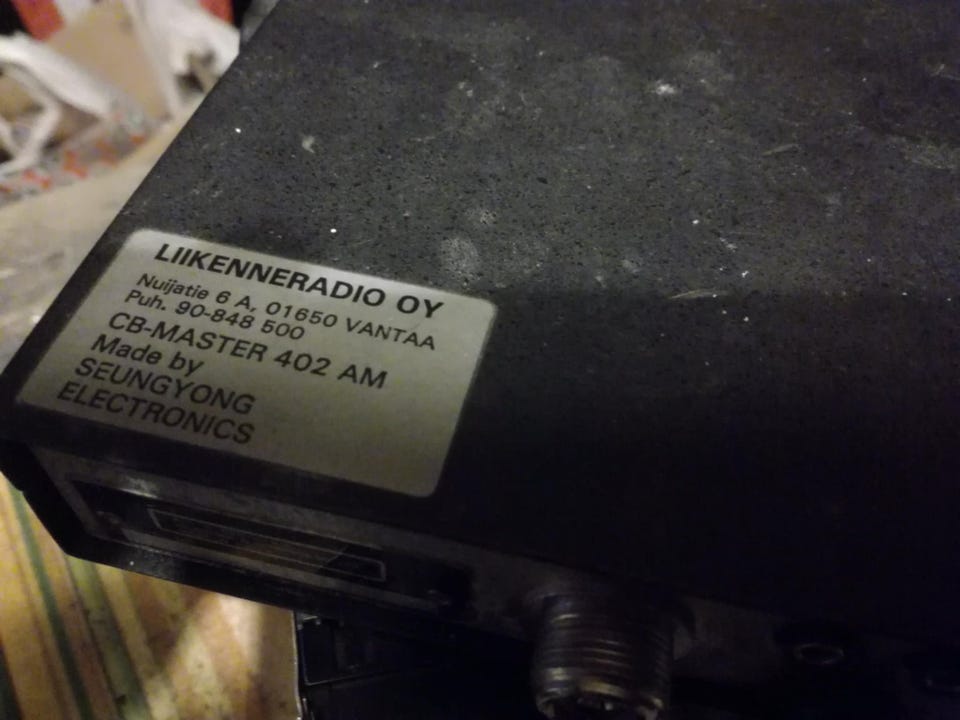 LIIKENNERADIO OY
Nuijatie 6 A, 01650 VANTAA
Puh. 90-848 500
CB-MASTER 402 AM
Made by
SEUNGYONG
ELECTRONICS